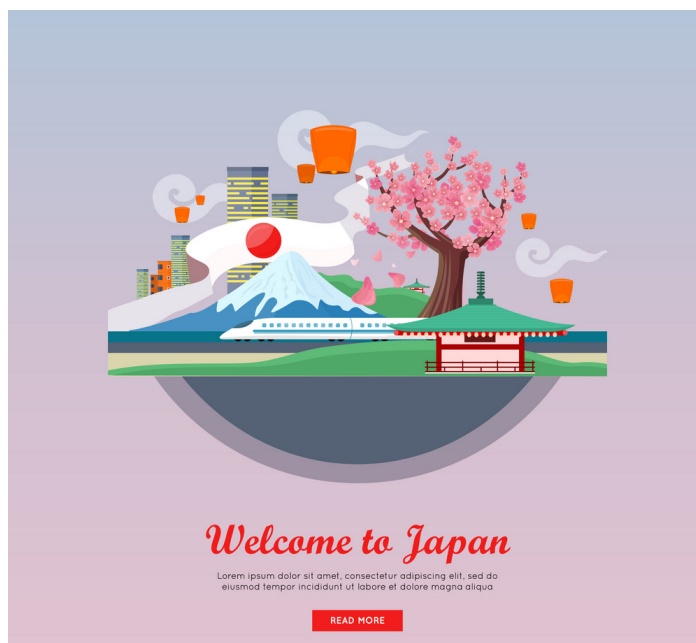 Welcome to Japan
Lorem ipsum dolor sit amet, consectetur adipiscing elit, sed do
eiusmod tempor incididunt ut labore et dolore magna aliqua
READ MORE